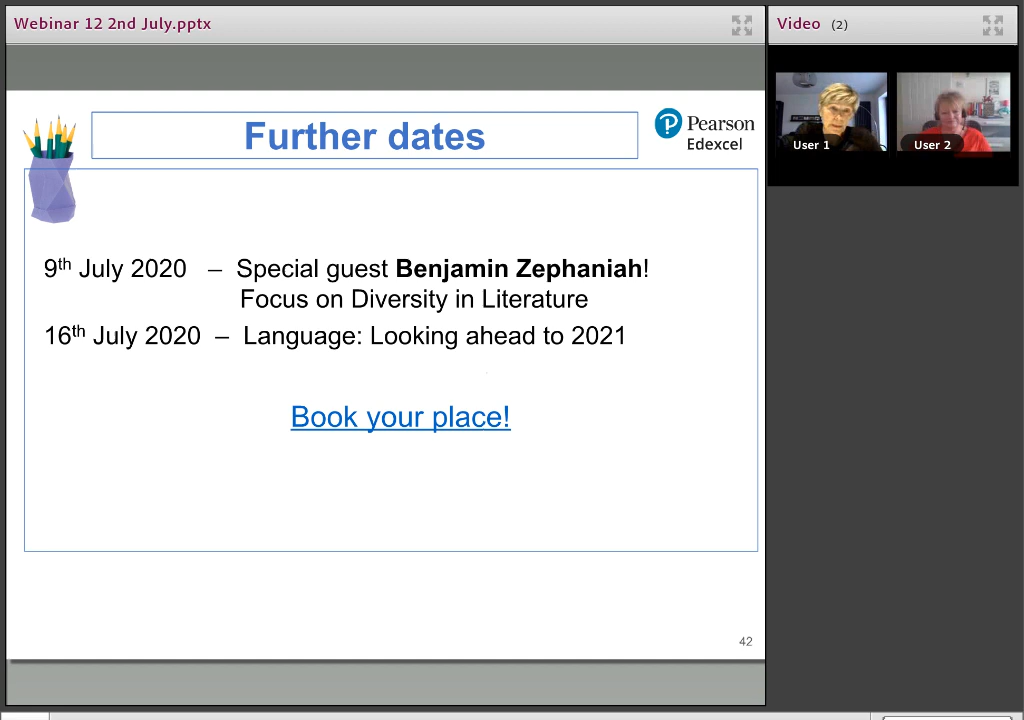 Webinar 12 2nd July.pptx
Video (2)
User 1
User 2
Further dates
Pearson
Edexcel
9th July 2020 – Special guest Benjamin Zephaniah!
Focus on Diversity in Literature
16th July 2020 – Language: Looking ahead to 2021
Book your place!
42